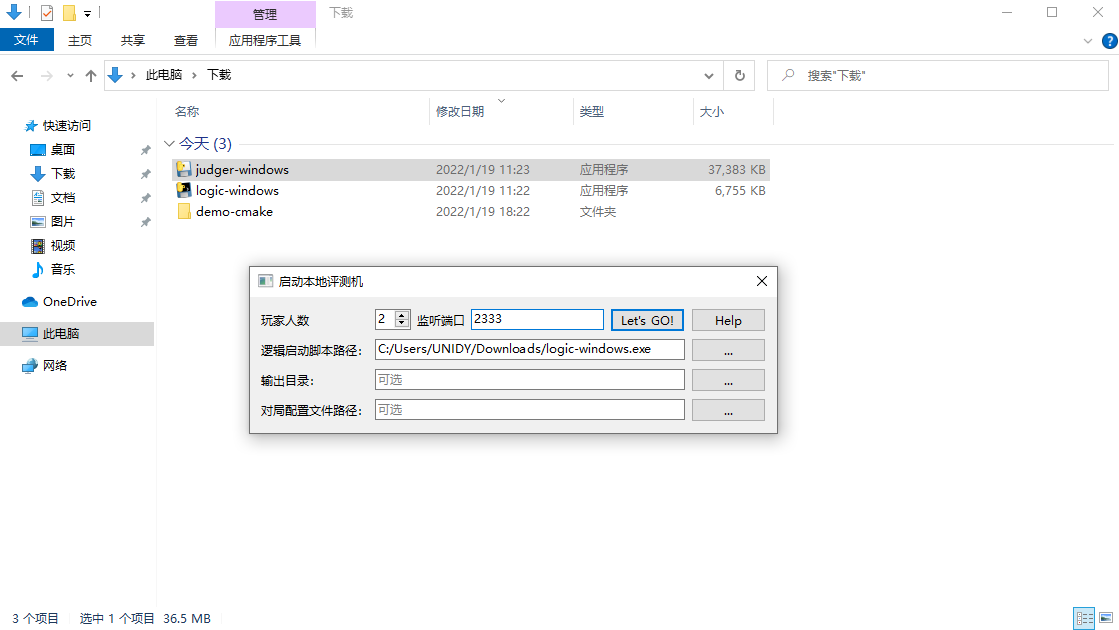 管理
下载
文件
主页
共享
查看
应用程序工具
?
此电脑 › 下载
搜索"下载"
名称
修改日期
类型
大小
快速访问
桌面
下载
文档
图片
视频
音乐
OneDrive
此电脑
网络
今天 (3)
judger-windows 2022/1/19 11:23 应用程序 37,383 KB
logic-windows 2022/1/19 11:22 应用程序 6,755 KB
demo-cmake 2022/1/19 18:22 文件夹
启动本地评测机
玩家人数 2 监听端口 2333 Let's GO! Help
逻辑启动脚本路径: C:/Users/UNIDY/Downloads/logic-windows.exe ...
输出目录: 可选 ...
对局配置文件路径: 可选 ...
3 个项目 选中 1 个项目 36.5 MB